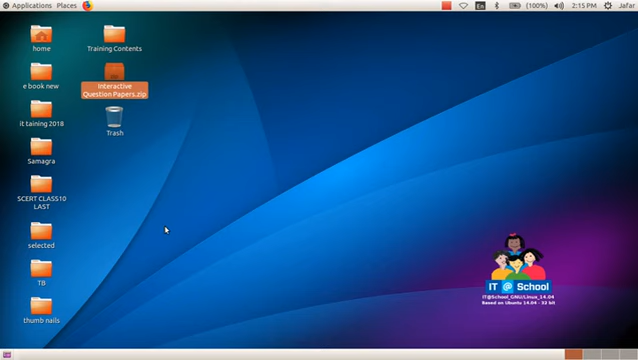 Applications Places En (100%) 2:15 PM Jafar
home
Training Contents
e book new
Interactive
Question Papers.zip
it taining 2018
Trash
Samagra
SCERT CLASS10
LAST
selected
TB
thumb nails
IT @ School
IT@School_GNU/Linux_14.04
Based on Ubuntu 14.04 - 32 bit